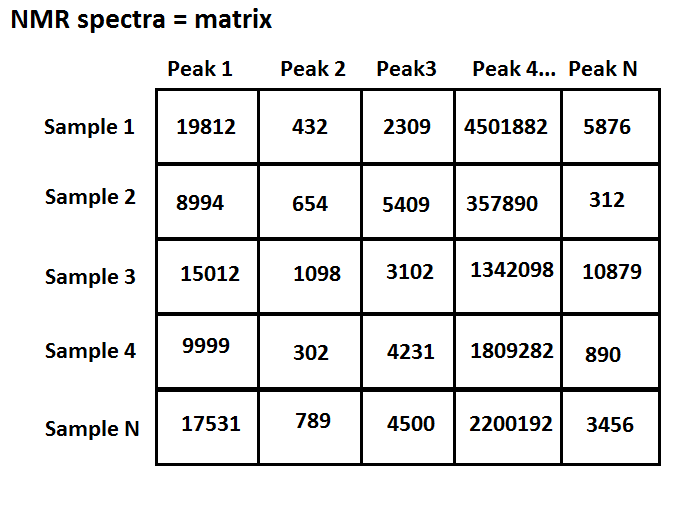 NMR spectra = matrix
Peak 1 Peak 2 Peak3 Peak 4... Peak N
Sample 1 19812 432 2309 4501882 5876
Sample 2 8994 654 5409 357890 312
Sample 3 15012 1098 3102 1342098 10879
Sample 4 9999 302 4231 1809282 890
Sample N 17531 789 4500 2200192 3456